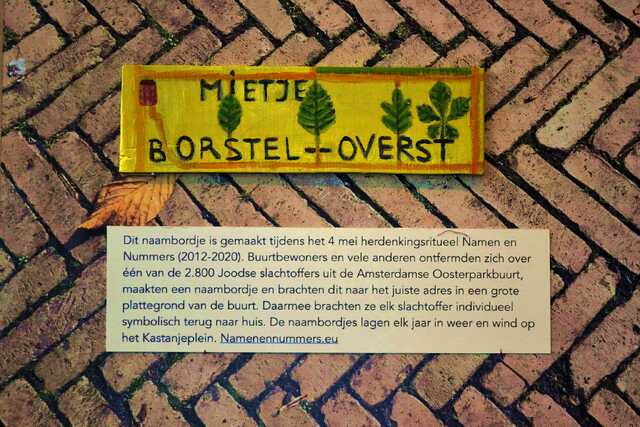 MIETJE
BORSTEL--OVERST
Dit naambordje is gemaakt tijdens het 4 mei herdenkingsritueel Namen en
Nummers (2012-2020). Buurtbewoners en vele anderen ontfermden zich over
één van de 2.800 Joodse slachtoffers uit de Amsterdamse Oosterparkbuurt,
maakten een naambordje en brachten dit naar het juiste adres in een grote
plattegrond van de buurt. Daarmee brachten ze elk slachtoffer individueel
symbolisch terug naar huis. De naambordjes lagen elk jaar in weer en wind op
het Kastanjeplein. Namenennummers.eu